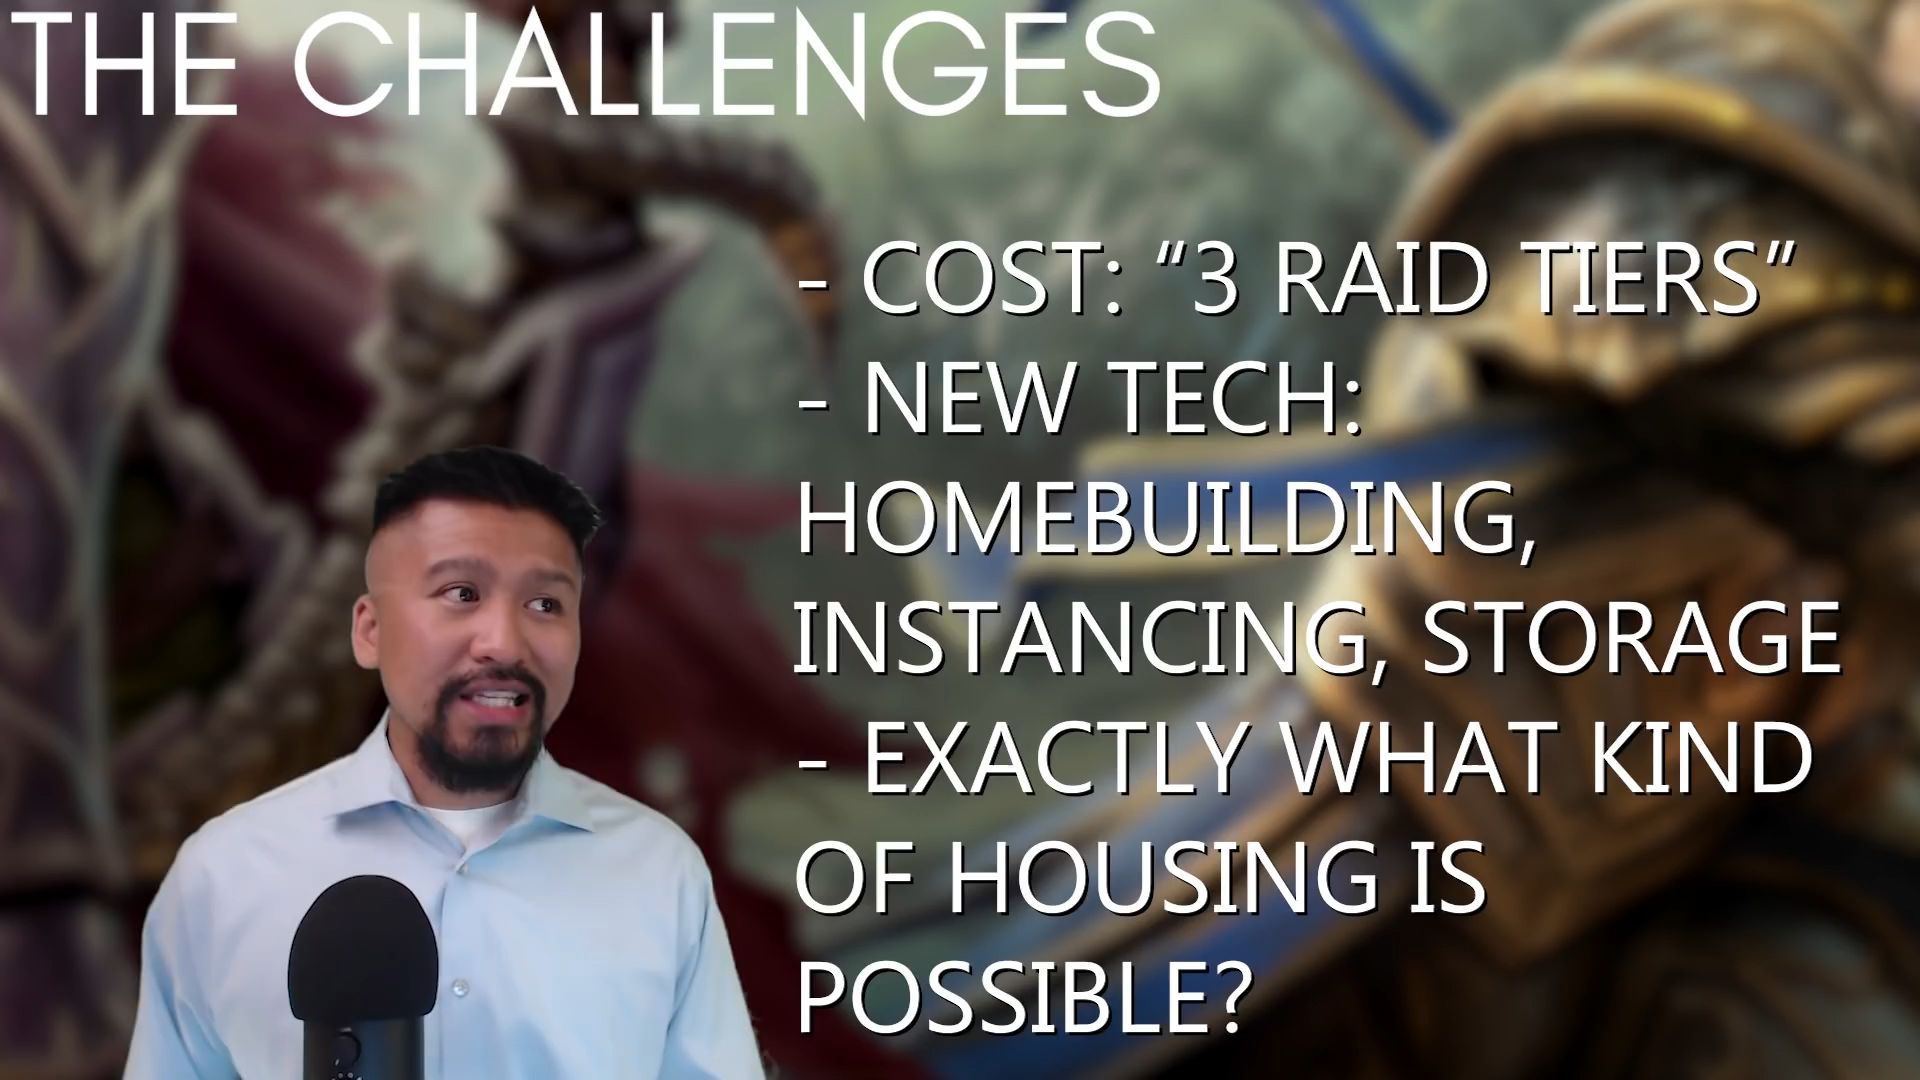 THE CHALLENGES
- COST: “3 RAID TIERS”
- NEW TECH:
HOMEBUILDING,
INSTANCING, STORAGE
- EXACTLY WHAT KIND
OF HOUSING IS
POSSIBLE?